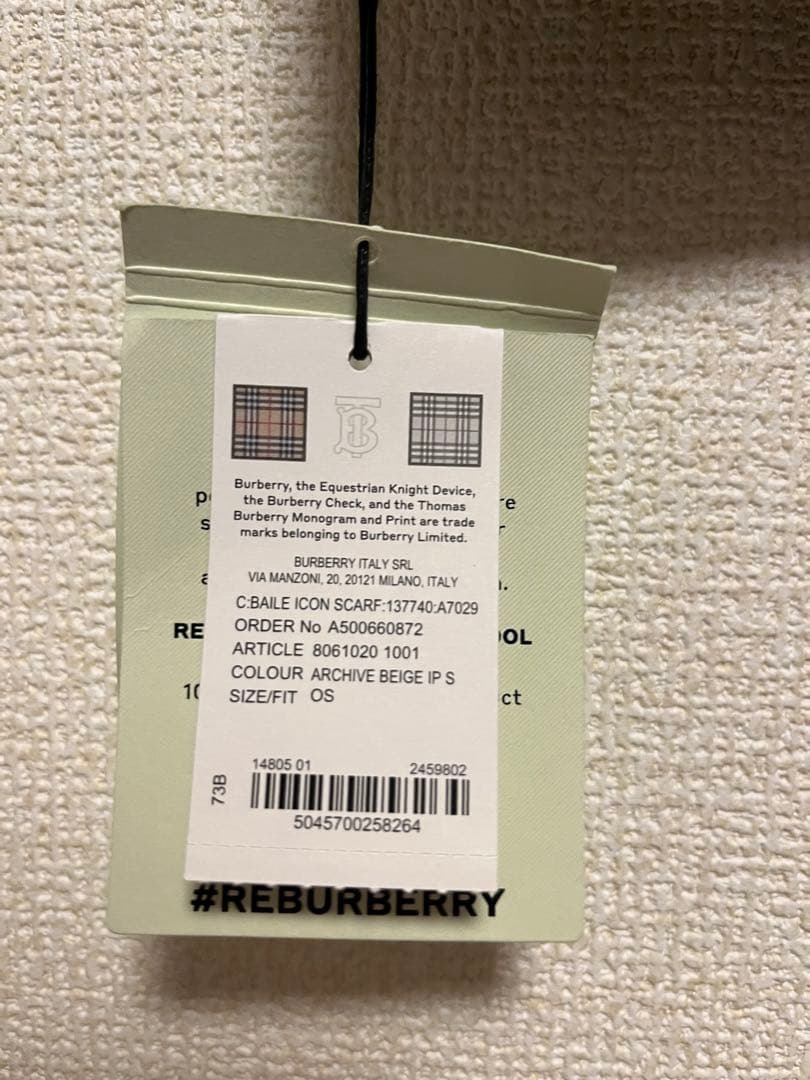 Burberry, the Equestrian Knight Device,
the Burberry Check, and the Thomas
Burberry Monogram and Print are trade
marks belonging to Burberry Limited.
BURBERRY ITALY SRL
VIA MANZONI, 20, 20121 MILANO, ITALY
C:BAILE ICON SCARF:137740:A7029
ORDER No A500660872
ARTICLE 8061020 1001
COLOUR ARCHIVE BEIGE IP S
SIZE/FIT OS
14805 01 2459802
73B
5045700258264
#REBURBERRY